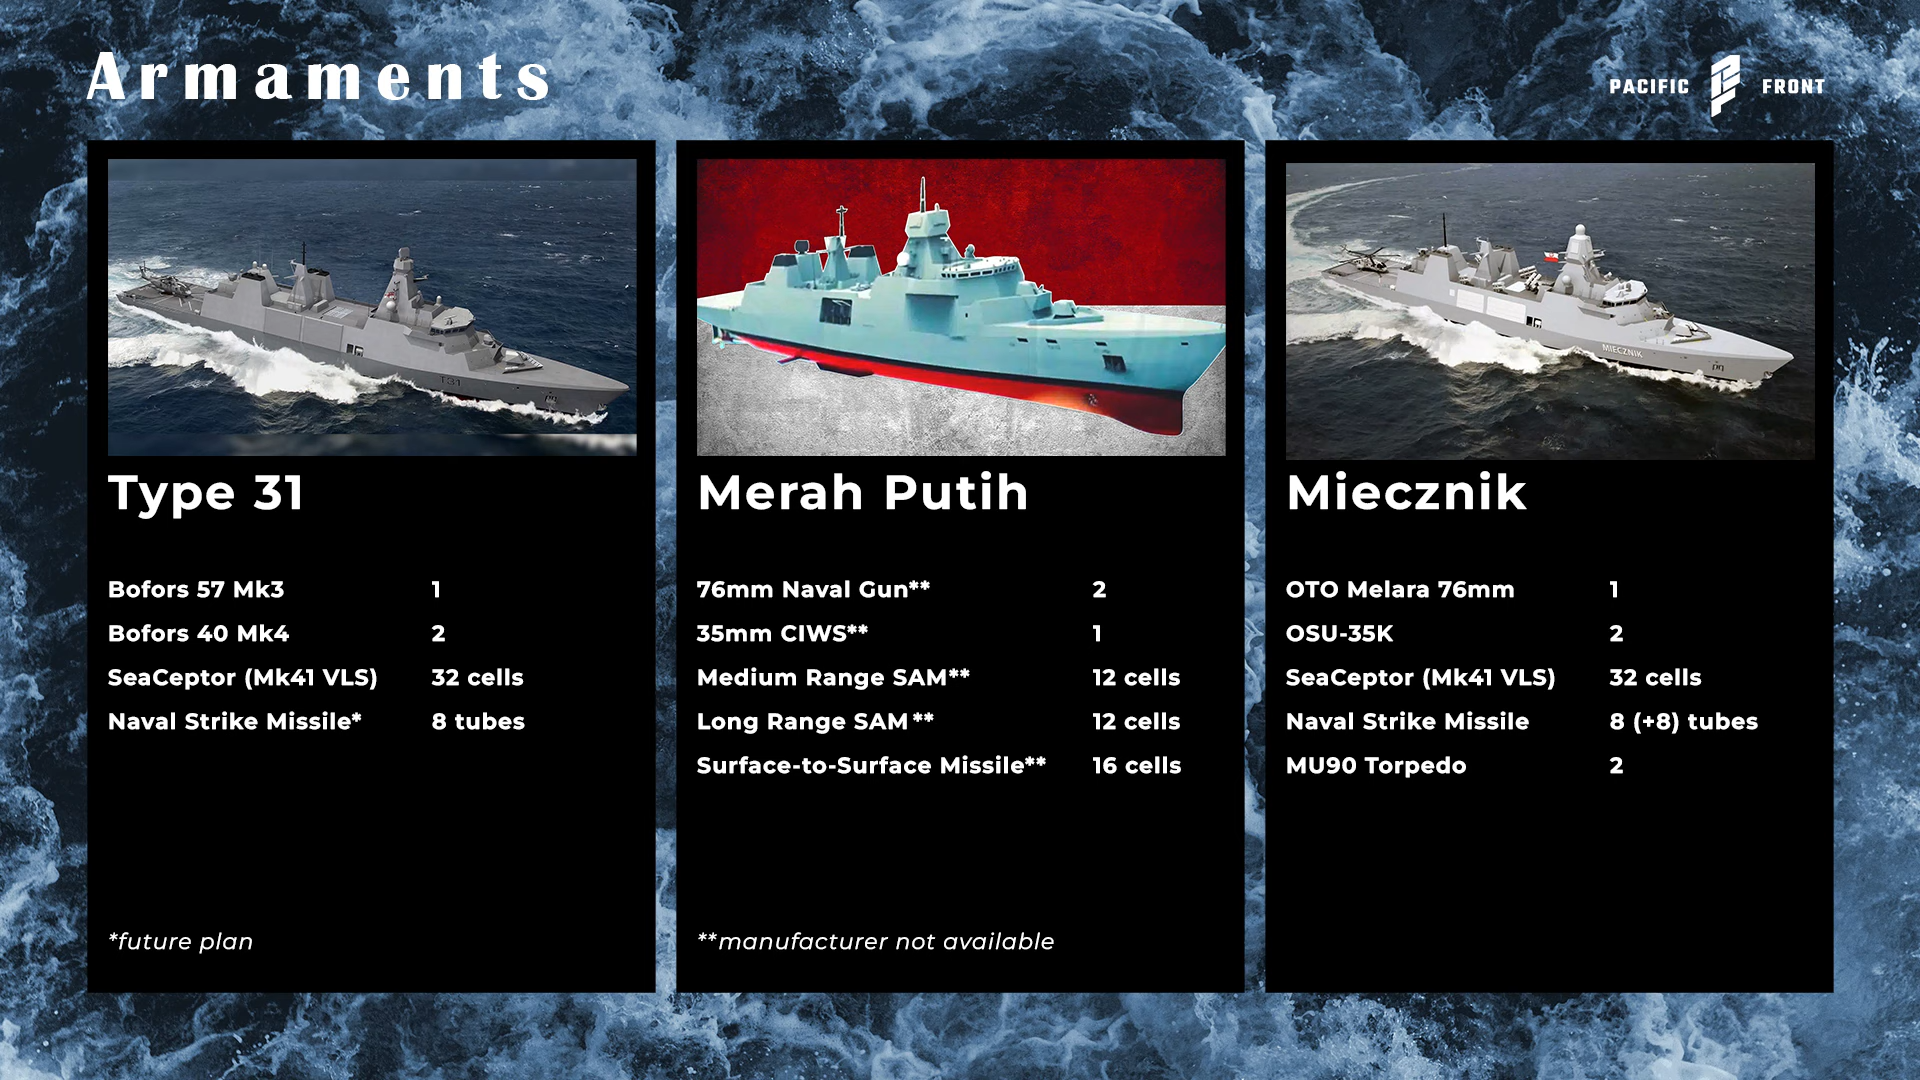 Armaments
PACIFIC FRONT
T31
MIECZNIK
Type 31
Bofors 57 Mk3 1
Bofors 40 Mk4 2
SeaCeptor (Mk41 VLS) 32 cells
Naval Strike Missile* 8 tubes
*future plan
Merah Putih
76mm Naval Gun** 2
35mm CIWS** 1
Medium Range SAM** 12 cells
Long Range SAM** 12 cells
Surface-to-Surface Missile** 16 cells
**manufacturer not available
Miecznik
OTO Melara 76mm 1
OSU-35K 2
SeaCeptor (Mk41 VLS) 32 cells
Naval Strike Missile 8 (+8) tubes
MU90 Torpedo 2